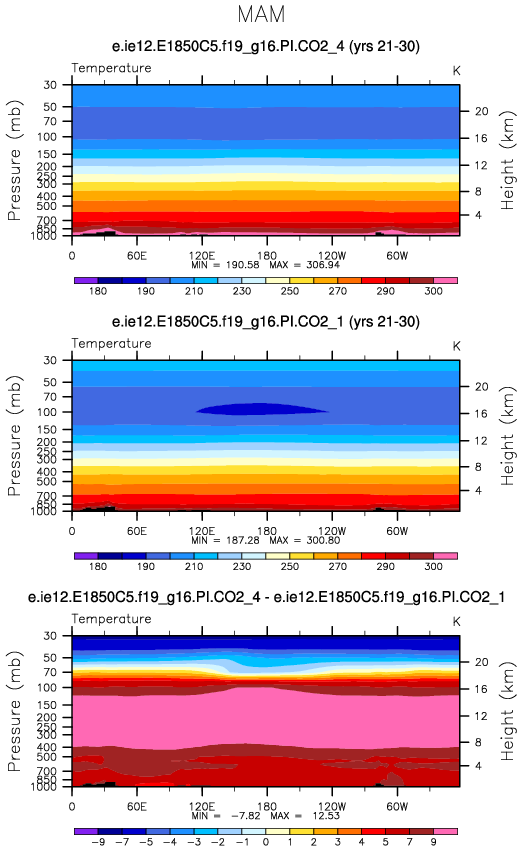 MAM
e.ie12.E1850C5.f19_g16.PI.CO2_4 (yrs 21-30)
Temperature K
Pressure (mb)
30
50
70
100
150
200
250
300
400
500
700
850
1000
0 60E 120E 180 120W 60W
20
16
12
8
4
Height (km)
MIN = 190.58 MAX = 306.94
180 190 210 230 250 270 290 300
e.ie12.E1850C5.f19_g16.PI.CO2_1 (yrs 21-30)
Temperature K
Pressure (mb)
30
50
70
100
150
200
250
300
400
500
700
850
1000
0 60E 120E 180 120W 60W
20
16
12
8
4
Height (km)
MIN = 187.28 MAX = 300.80
180 190 210 230 250 270 290 300
e.ie12.E1850C5.f19_g16.PI.CO2_4 - e.ie12.E1850C5.f19_g16.PI.CO2_1
Temperature K
Pressure (mb)
30
50
70
100
150
200
250
300
400
500
700
850
1000
0 60E 120E 180 120W 60W
20
16
12
8
4
Height (km)
MIN = -7.82 MAX = 12.53
-9 -7 -5 -4 -3 -2 -1 0 1 2 3 4 5 7 9